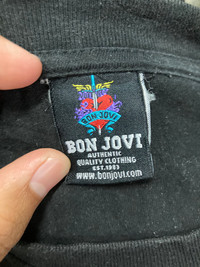 BON JOVI
BON JOVI
AUTHENTIC
QUALITY CLOTHING
EST.1983
www.bonjovi.com